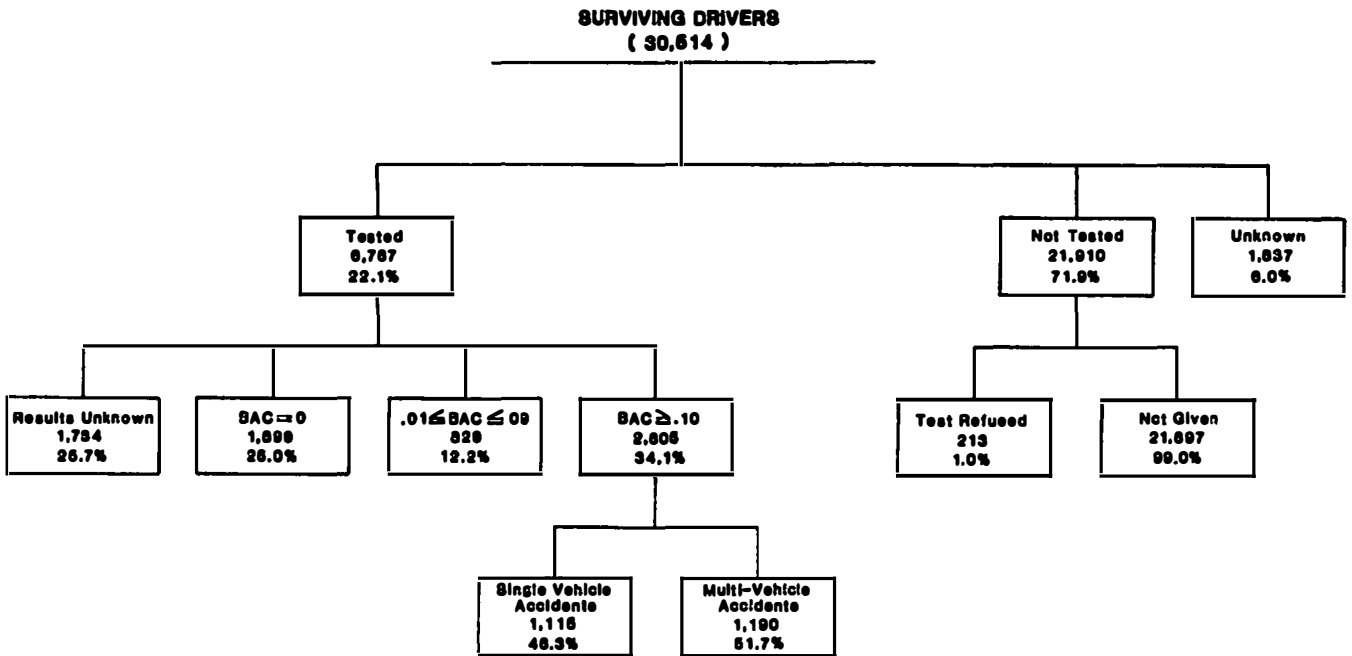 SURVIVING DRIVERS
( 30,514 )
Tested
6,767
22.1%
Not Tested
21,910
71.9%
Unknown
1,837
6.0%
Results Unknown
1,734
25.7%
BAC = 0
1,899
28.0%
.01 ≤ BAC ≤ 09
829
12.2%
BAC ≥ .10
2,305
34.1%
Test Refused
213
1.0%
Not Given
21,697
99.0%
Single Vehicle
Accidents
1,115
48.3%
Multi-Vehicle
Accidents
1,190
51.7%